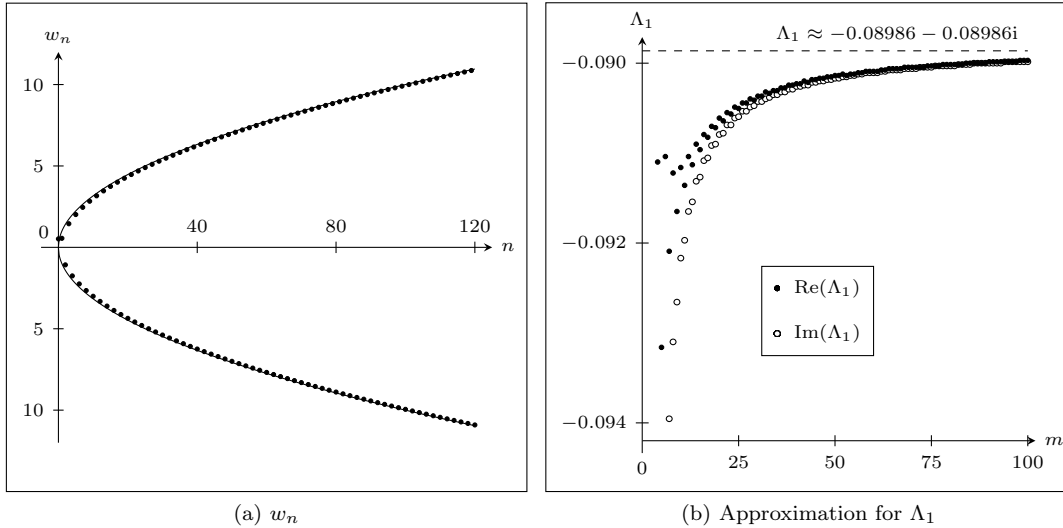 w_n
10
5
0
40
80
120
n
5
10
(a) w_n
Λ_1
Λ_1 ≈ −0.08986 − 0.08986i
−0.090
−0.092
−0.094
Re(Λ_1)
Im(Λ_1)
0
25
50
75
100
m
(b) Approximation for Λ_1